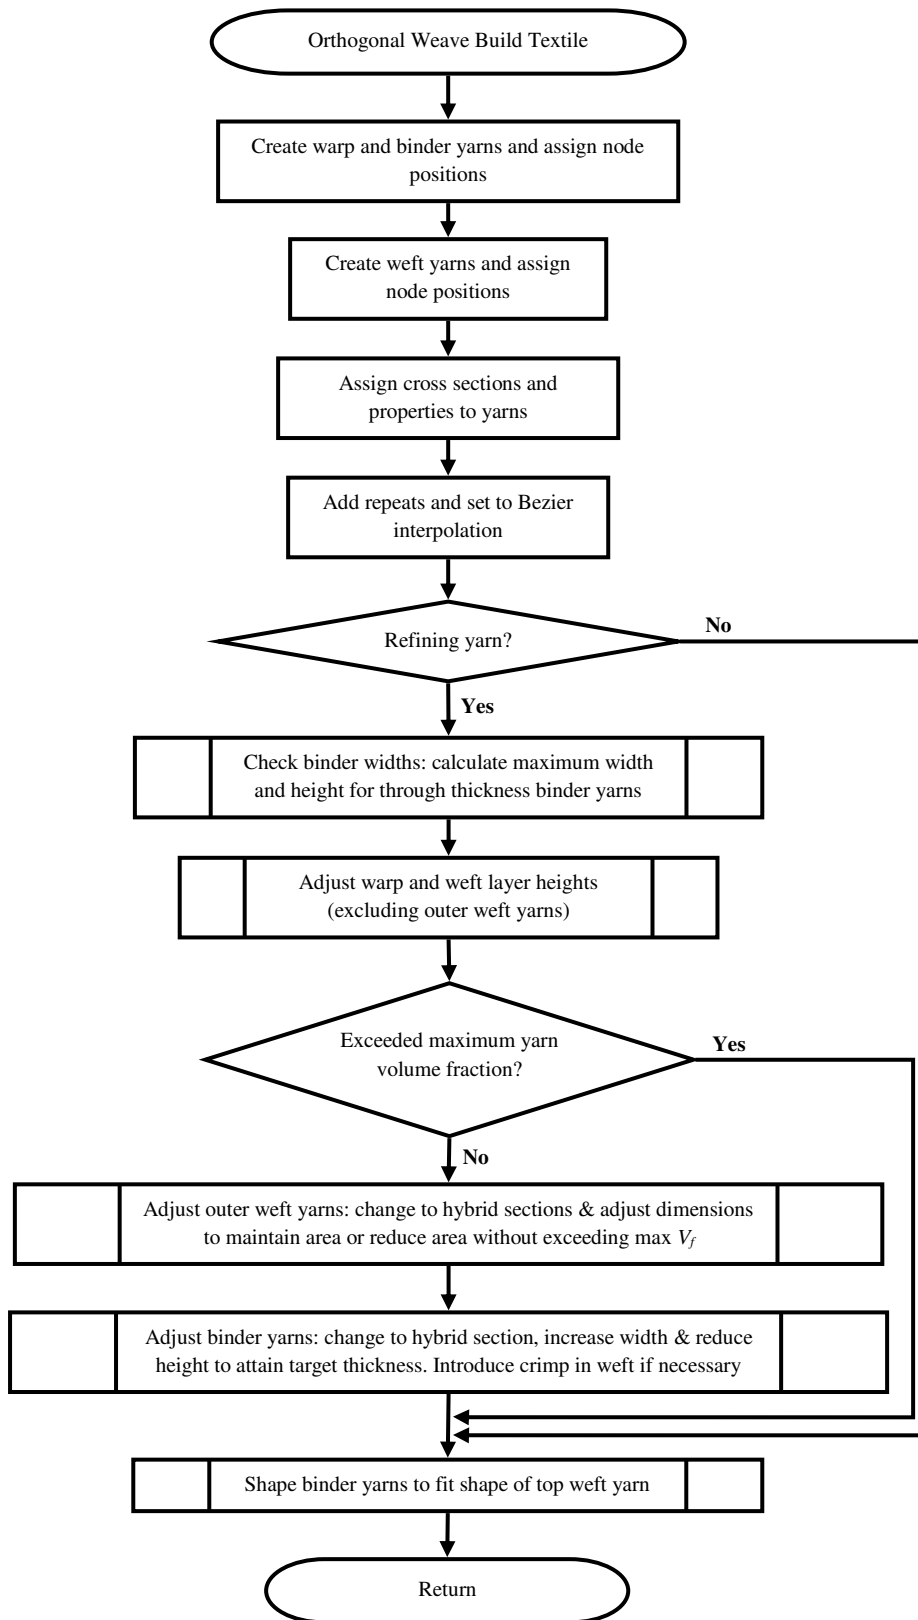 Orthogonal Weave Build Textile
Create warp and binder yarns and assign node
positions
Create weft yarns and assign
node positions
Assign cross sections and
properties to yarns
Add repeats and set to Bezier
interpolation
Refining yarn?
No
Yes
Check binder widths: calculate maximum width
and height for through thickness binder yarns
Adjust warp and weft layer heights
(excluding outer weft yarns)
Exceeded maximum yarn
volume fraction?
Yes
No
Adjust outer weft yarns: change to hybrid sections & adjust dimensions
to maintain area or reduce area without exceeding max Vf
Adjust binder yarns: change to hybrid section, increase width & reduce
height to attain target thickness. Introduce crimp in weft if necessary
Shape binder yarns to fit shape of top weft yarn
Return